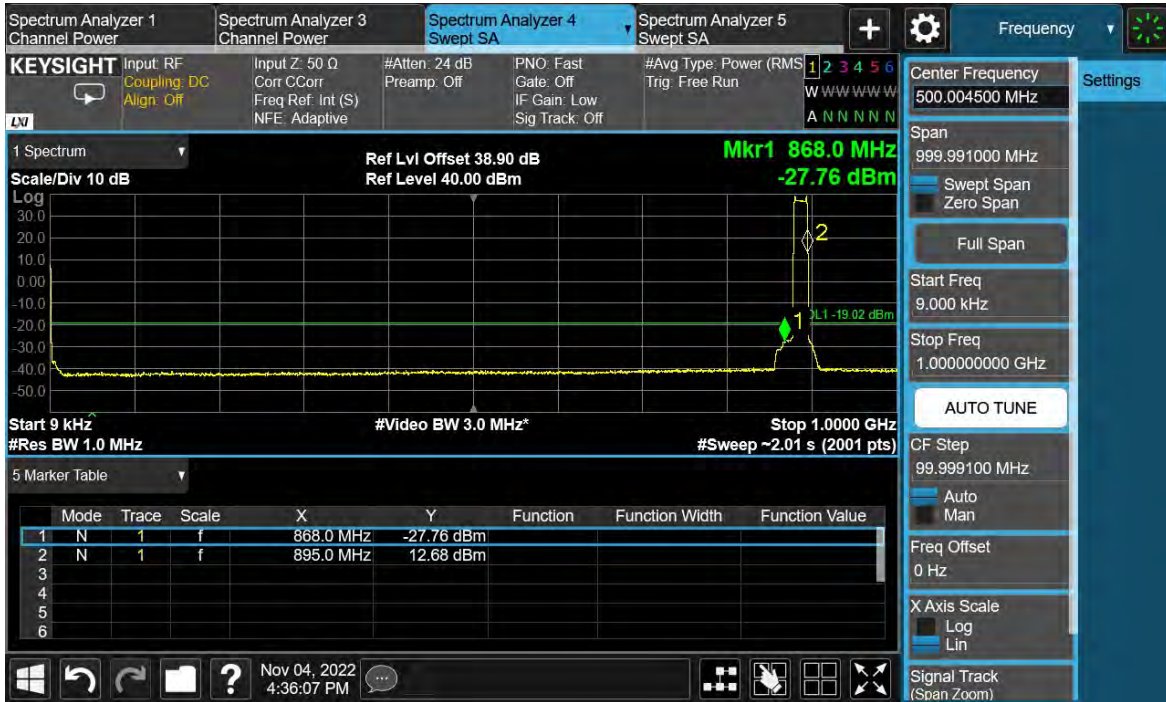 Spectrum Analyzer 1
Channel Power
Spectrum Analyzer 3
Channel Power
Spectrum Analyzer 4
Swept SA
Spectrum Analyzer 5
Swept SA
+
Frequency
KEYSIGHT
LXI
Input: RF
Coupling: DC
Align: Off
Input Z: 50 Ω
Corr CCorr
Freq Ref: Int (S)
NFE: Adaptive
#Atten: 24 dB
Preamp: Off
PNO: Fast
Gate: Off
IF Gain: Low
Sig Track: Off
#Avg Type: Power (RMS
Trig: Free Run
1 2 3 4 5 6
W W W W W W
A N N N N N
1 Spectrum
Scale/Div 10 dB
Ref Lvl Offset 38.90 dB
Ref Level 40.00 dBm
Mkr1 868.0 MHz
-27.76 dBm
Log
30.0
20.0
10.0
0.00
-10.0
-20.0
-30.0
-40.0
-50.0
2
1
DL1 -19.02 dBm
Start 9 kHz
#Res BW 1.0 MHz
#Video BW 3.0 MHz*
Stop 1.0000 GHz
#Sweep ~2.01 s (2001 pts)
5 Marker Table
Mode Trace Scale X Y Function Function Width Function Value
1 N 1 f 868.0 MHz -27.76 dBm
2 N 1 f 895.0 MHz 12.68 dBm
3
4
5
6
?
Nov 04, 2022
4:36:07 PM
Center Frequency
500.004500 MHz
Settings
Span
999.991000 MHz
Swept Span
Zero Span
Full Span
Start Freq
9.000 kHz
Stop Freq
1.000000000 GHz
AUTO TUNE
CF Step
99.999100 MHz
Auto
Man
Freq Offset
0 Hz
X Axis Scale
Log
Lin
Signal Track
(Span Zoom)